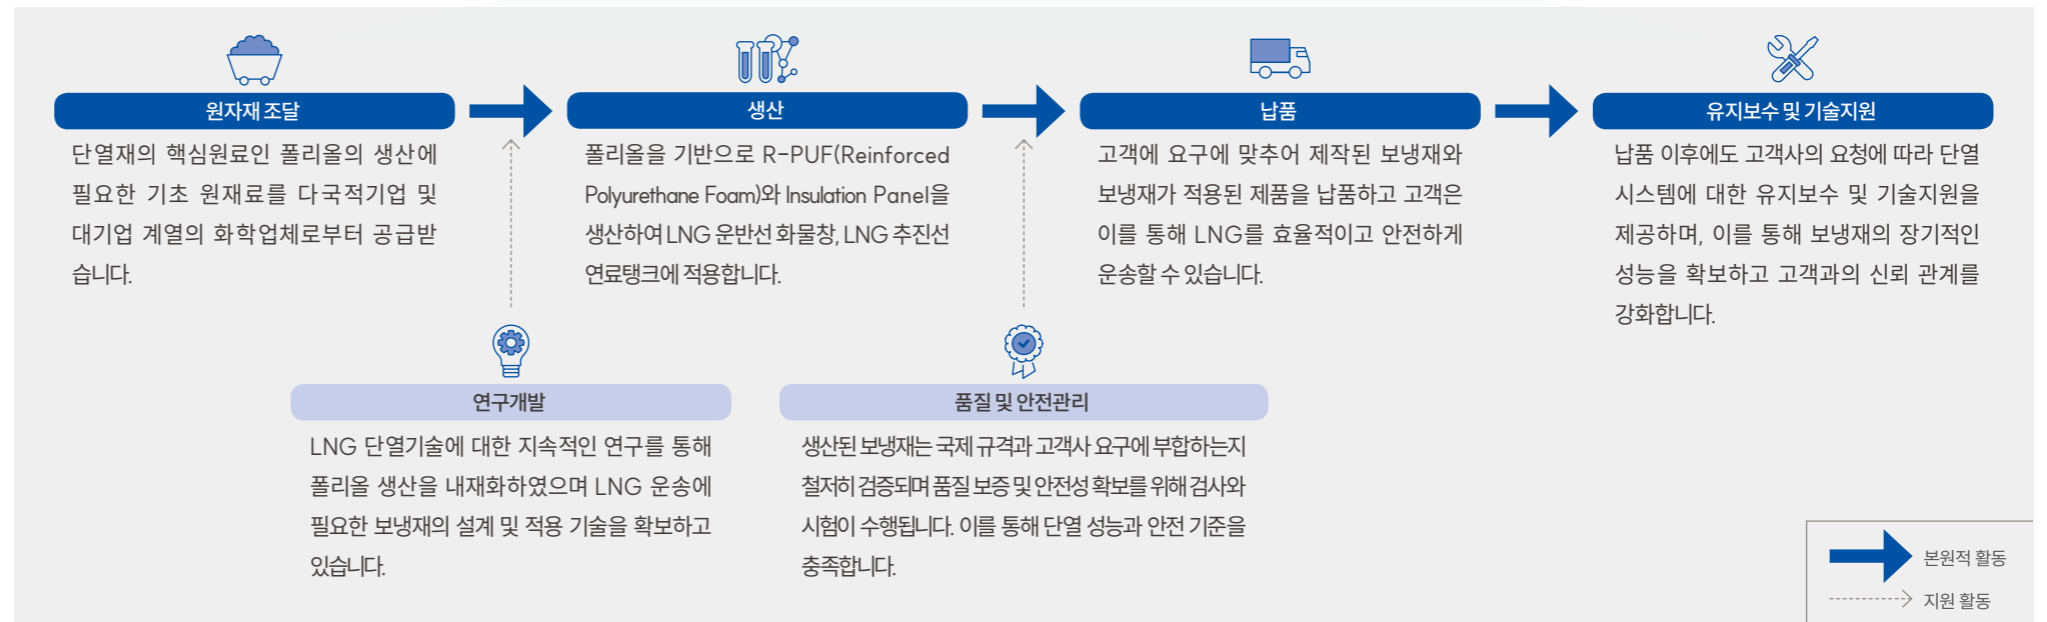 원자재 조달
단열재의 핵심원료인 폴리올의 생산에
필요한 기초 원재료를 다국적기업 및
대기업 계열의 화학업체로부터 공급받
습니다.
생산
폴리올을 기반으로 R-PUF(Reinforced
Polyurethane Foam)와 Insulation Panel을
생산하여 LNG 운반선 화물창, LNG 추진선
연료탱크에 적용합니다.
납품
고객에 요구에 맞추어 제작된 보냉재와
보냉재가 적용된 제품을 납품하고 고객은
이를 통해 LNG를 효율적이고 안전하게
운송할 수 있습니다.
유지보수 및 기술지원
납품 이후에도 고객사의 요청에 따라 단열
시스템에 대한 유지보수 및 기술지원을
제공하며, 이를 통해 보냉재의 장기적인
성능을 확보하고 고객과의 신뢰 관계를
강화합니다.
연구개발
LNG 단열기술에 대한 지속적인 연구를 통해
폴리올 생산을 내재화하였으며 LNG 운송에
필요한 보냉재의 설계 및 적용 기술을 확보하고
있습니다.
품질 및 안전관리
생산된 보냉재는 국제 규격과 고객사 요구에 부합하는지
철저히 검증되며 품질 보증 및 안전성 확보를 위해 검사와
시험이 수행됩니다. 이를 통해 단열 성능과 안전 기준을
충족합니다.
본원적 활동
지원 활동